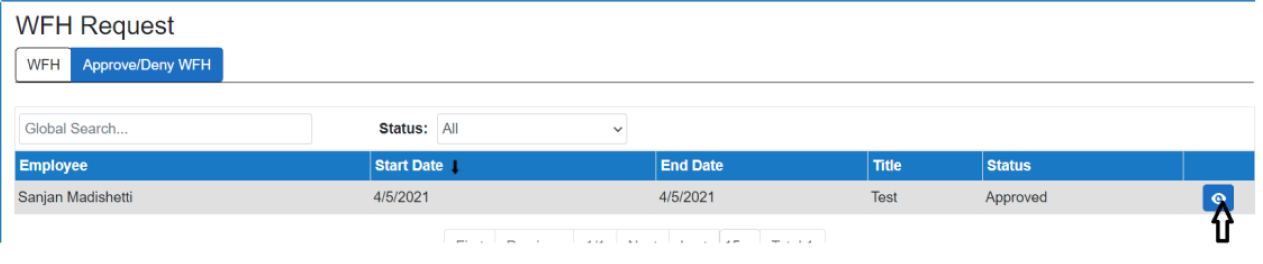 WFH Request
WFH Approve/Deny WFH
Global Search... Status: All
Employee Start Date End Date Title Status
Sanjan Madishetti 4/5/2021 4/5/2021 Test Approved